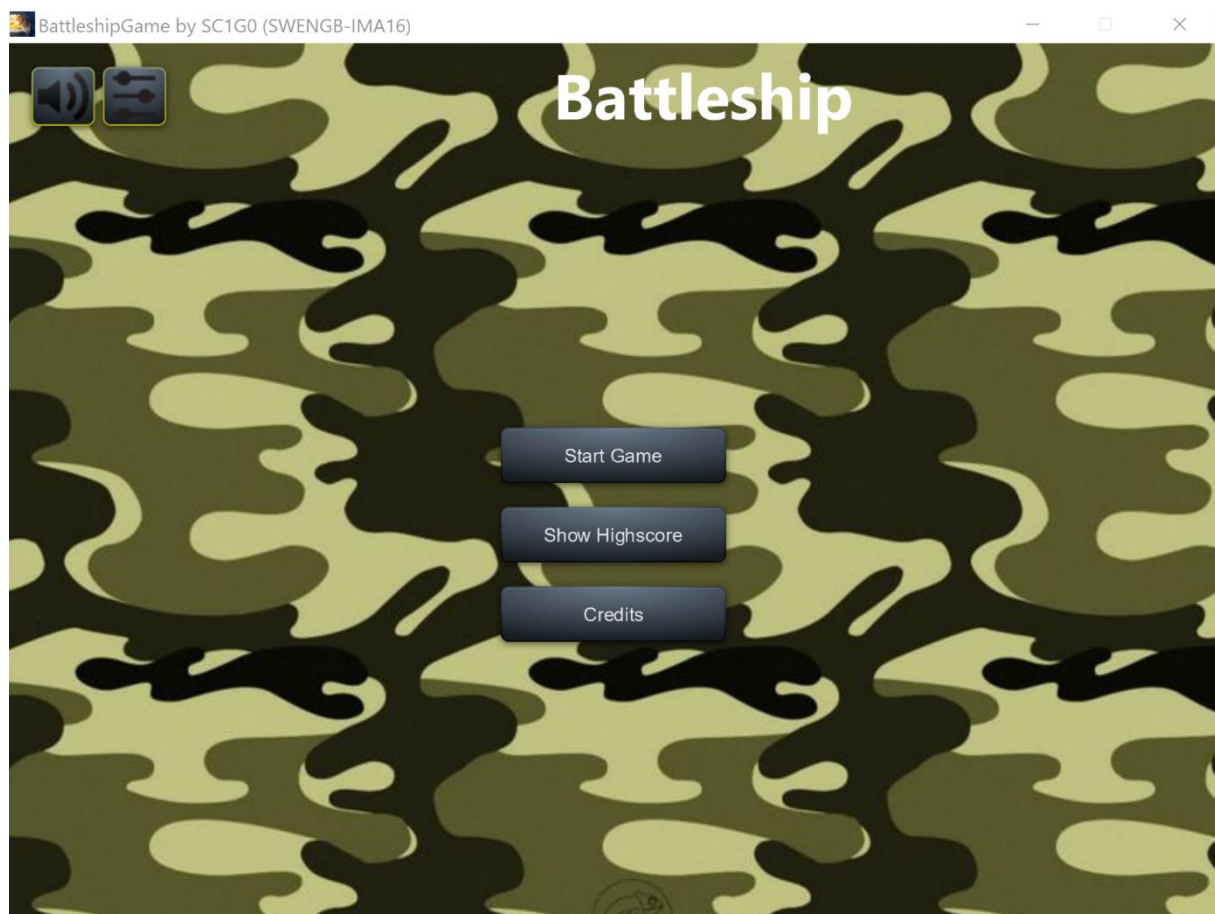 BattleshipGame by SC1G0 (SWENGB-IMA16)
Battleship
Start Game
Show Highscore
Credits